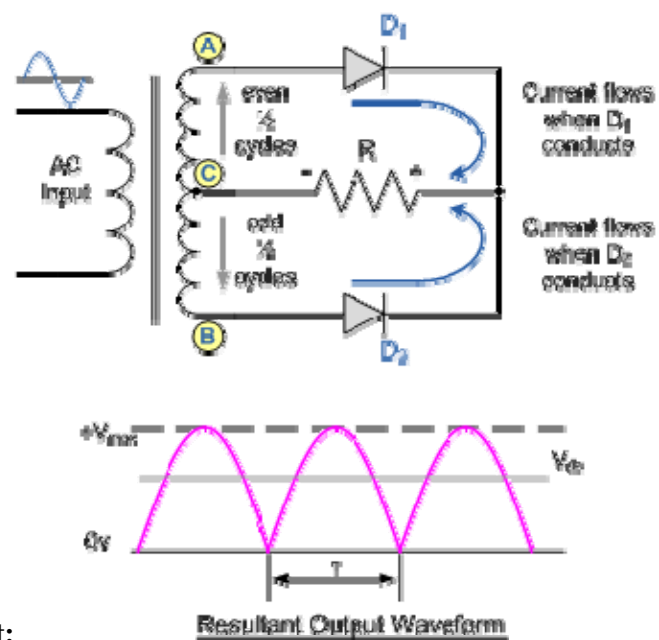 D₁
A
even
½
cycles
Current flows
when D₁
conducts
AC
Input
C
R
- +
odd
½
cycles
Current flows
when D₂
conducts
B
D₂
+Vmax
Vdc
0v
T
Resultant Output Waveform